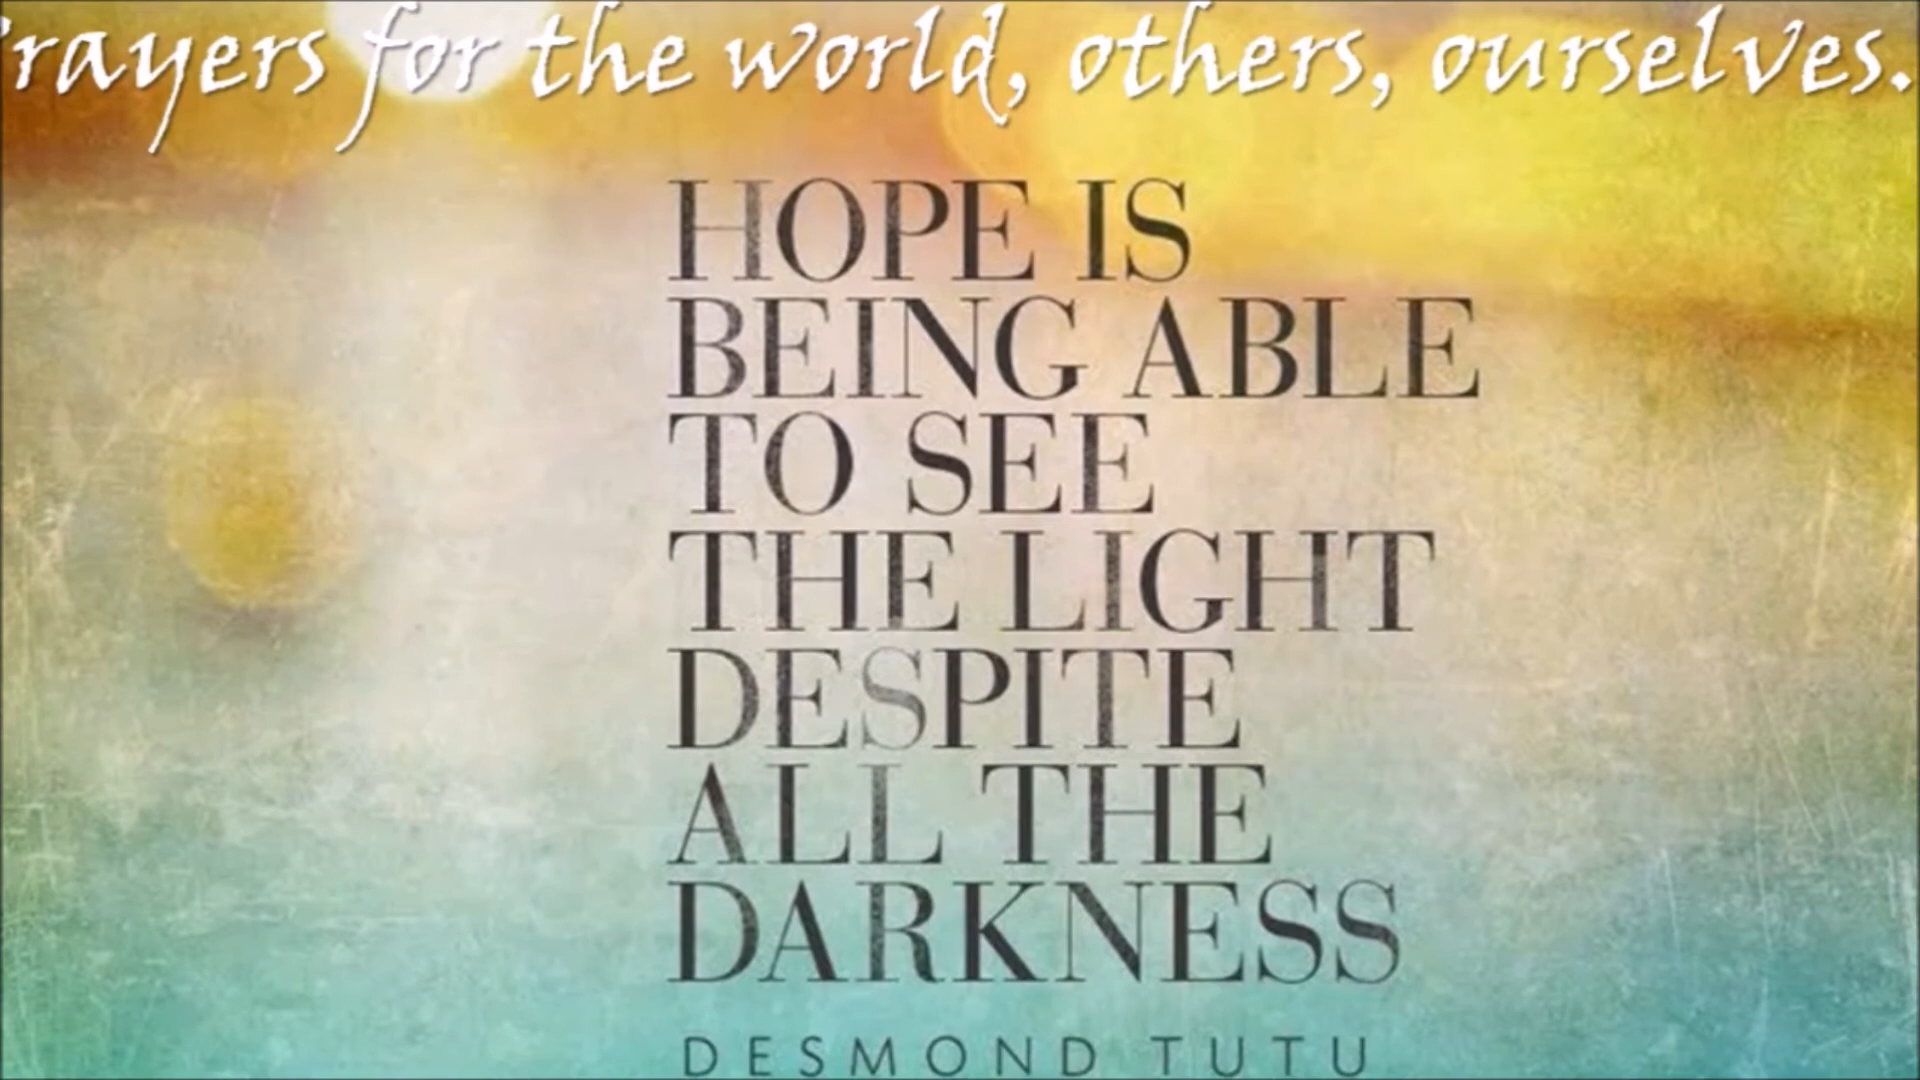 Prayers for the world, others, ourselves.
HOPE IS
BEING ABLE
TO SEE
THE LIGHT
DESPITE
ALL THE
DARKNESS
DESMOND TUTU